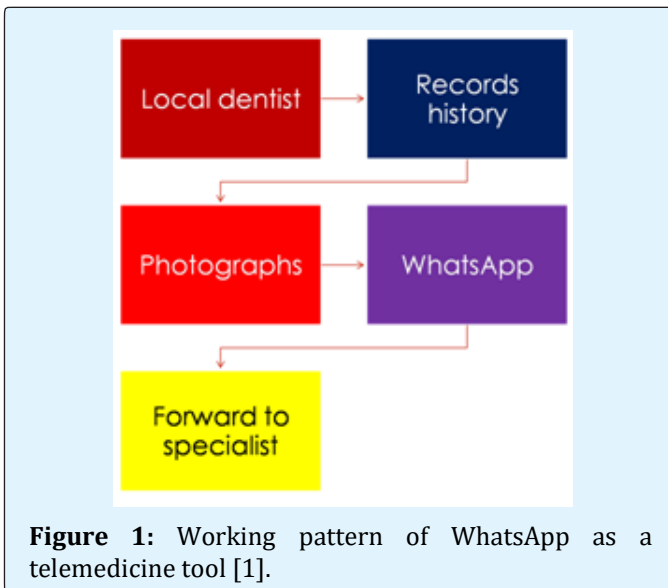 Local dentist
Records
history
Photographs
WhatsApp
Forward to
specialist
Figure 1: Working pattern of WhatsApp as a
telemedicine tool [1].